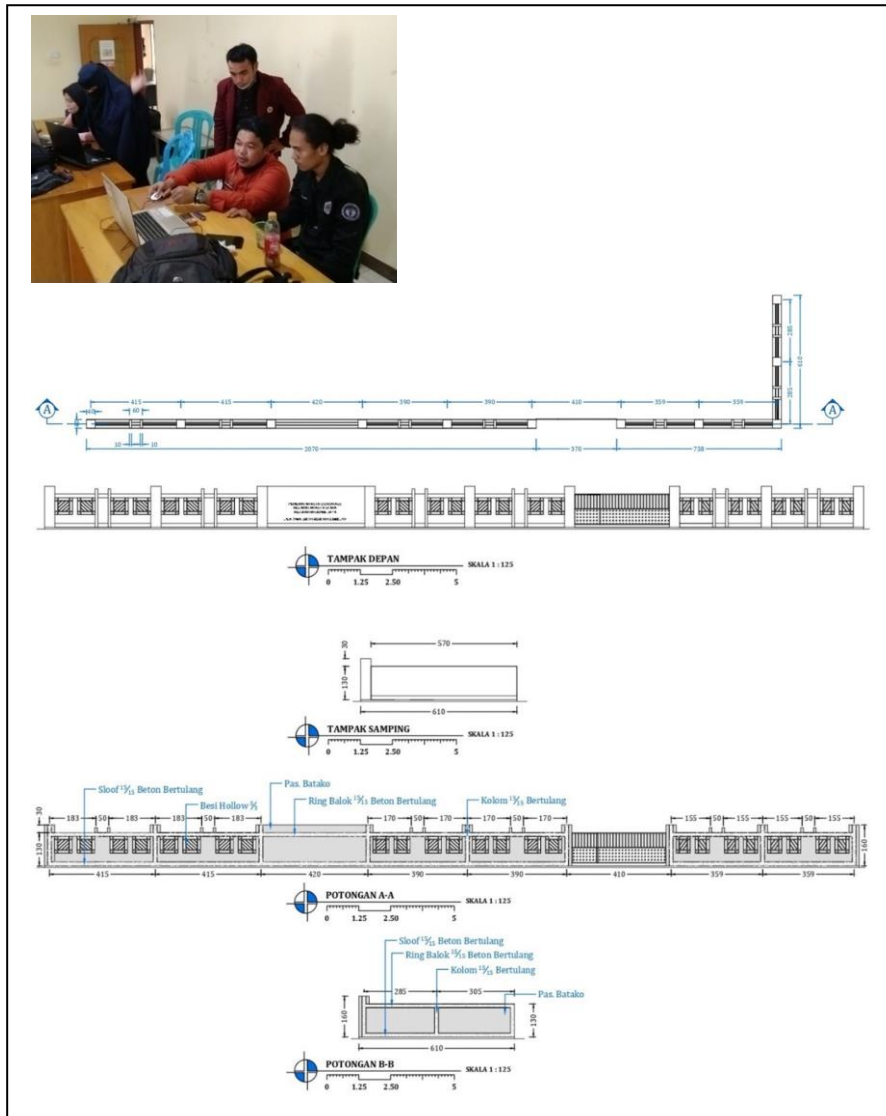 415 415 420 390 390 410 359 359
A A
60
10 10
2070 570 738
285
610
TAMPAK DEPAN SKALA 1 : 125
0 1.25 2.50 5
570
30
130
610
TAMPAK SAMPING SKALA 1 : 125
0 1.25 2.50 5
Pas. Batako
Sloof 15/15 Beton Bertulang Ring Balok 15/15 Beton Bertulang Kolom 15/15 Bertulang
Besi Hollow
30 183 50 183 183 50 183 170 50 170 170 50 170 155 50 155 155 50 155
130 160
415 415 420 390 390 410 359 359
POTONGAN A-A SKALA 1 : 125
0 1.25 2.50 5
Sloof 15/15 Beton Bertulang
Ring Balok 15/15 Beton Bertulang
Kolom 15/15 Bertulang
285 305 Pas. Batako
160 130
610
POTONGAN B-B SKALA 1 : 125
0 1.25 2.50 5